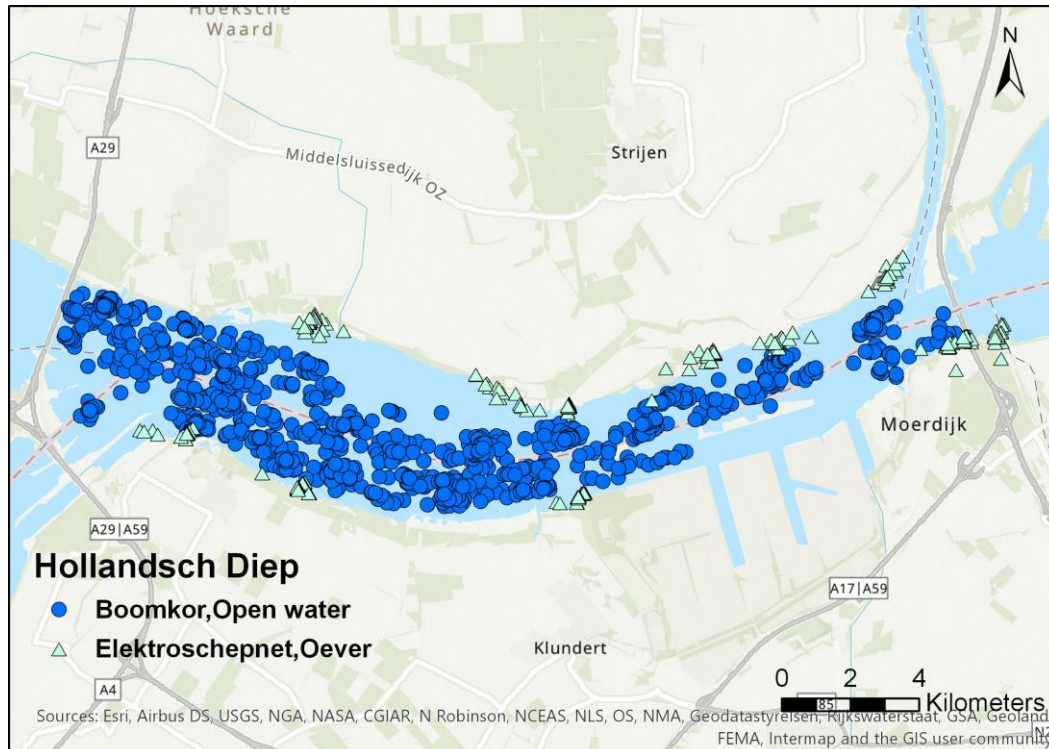 Hoeksche
Waard
N
A29
Middelsluissedijk OZ
Strijen
Moerdijk
A29|A59
Hollandsch Diep
Boomkor,Open water
Elektroschepnet,Oever
A17|A59
Klundert
A4
0 2 4
Kilometers
85
Sources: Esri, Airbus DS, USGS, NGA, NASA, CGIAR, N Robinson, NCEAS, NLS, OS, NMA, Geodatastyrelsen, Rijkswaterstaat, GSA, Geoland
FEMA, Intermap and the GIS user community